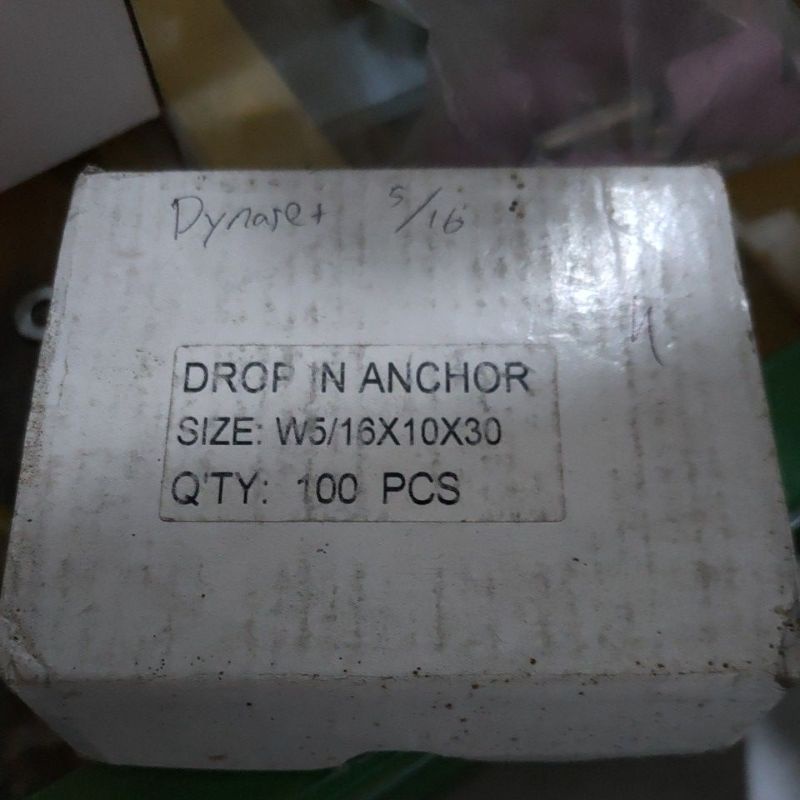 Dynaset 5/16
DROP IN ANCHOR
SIZE: W5/16X10X30
Q'TY: 100 PCS